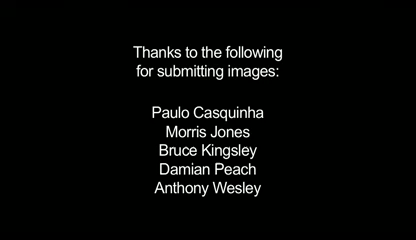 Thanks to the following
for submitting images:
Paulo Casquinha
Morris Jones
Bruce Kingsley
Damian Peach
Anthony Wesley